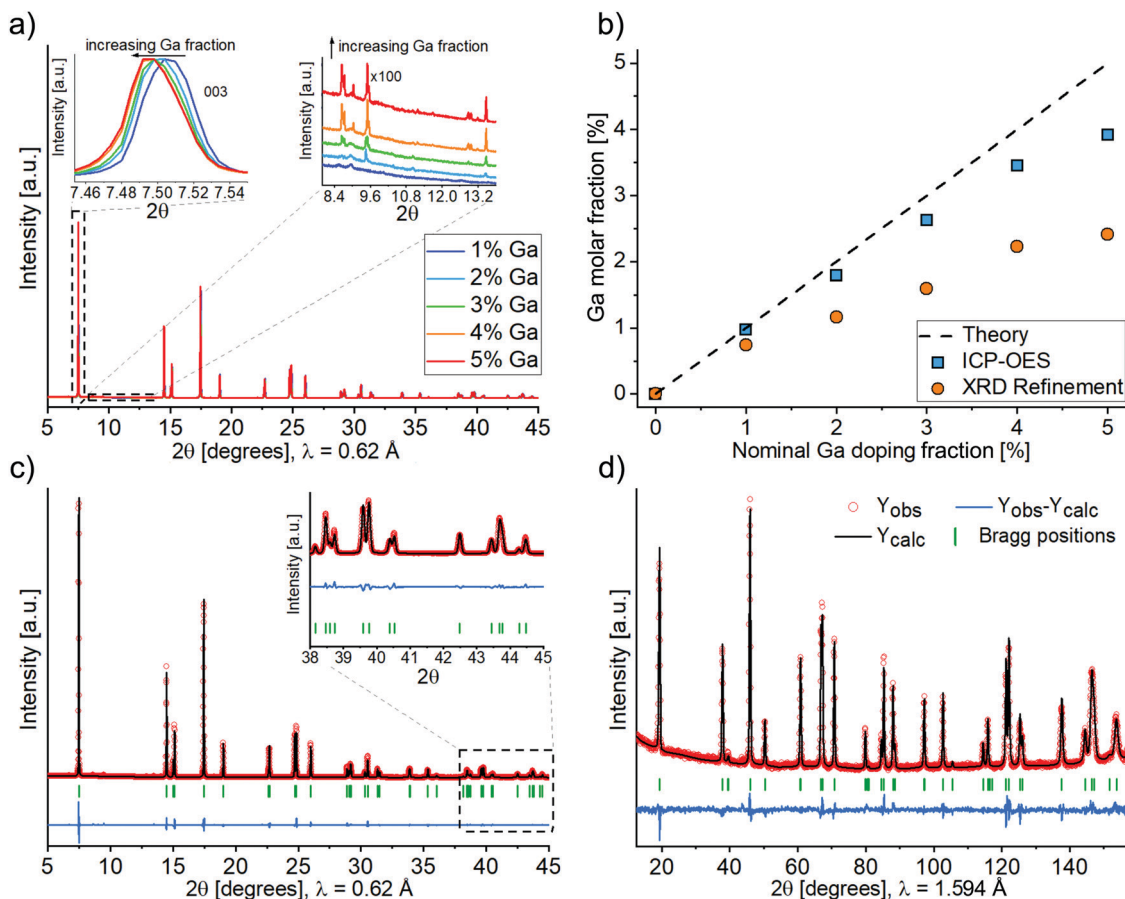 a)
increasing Ga fraction
003
Intensity [a.u.]
7.46 7.48 7.50 7.52 7.54
2θ
increasing Ga fraction
x100
Intensity [a.u.]
8.4 9.6 10.8 12.0 13.2
2θ
Intensity [a.u.]
1% Ga
2% Ga
3% Ga
4% Ga
5% Ga
5 10 15 20 25 30 35 40 45
2θ [degrees], λ = 0.62 Å
b)
Ga molar fraction [%]
5
4
3
2
1
0
Theory
ICP-OES
XRD Refinement
0 1 2 3 4 5
Nominal Ga doping fraction [%]
c)
Intensity [a.u.]
Intensity [a.u.]
38 39 40 41 42 43 44 45
2θ
5 10 15 20 25 30 35 40 45
2θ [degrees], λ = 0.62 Å
d)
Yobs Yobs-Ycalc
Ycalc Bragg positions
Intensity [a.u.]
20 40 60 80 100 120 140
2θ [degrees], λ = 1.594 Å